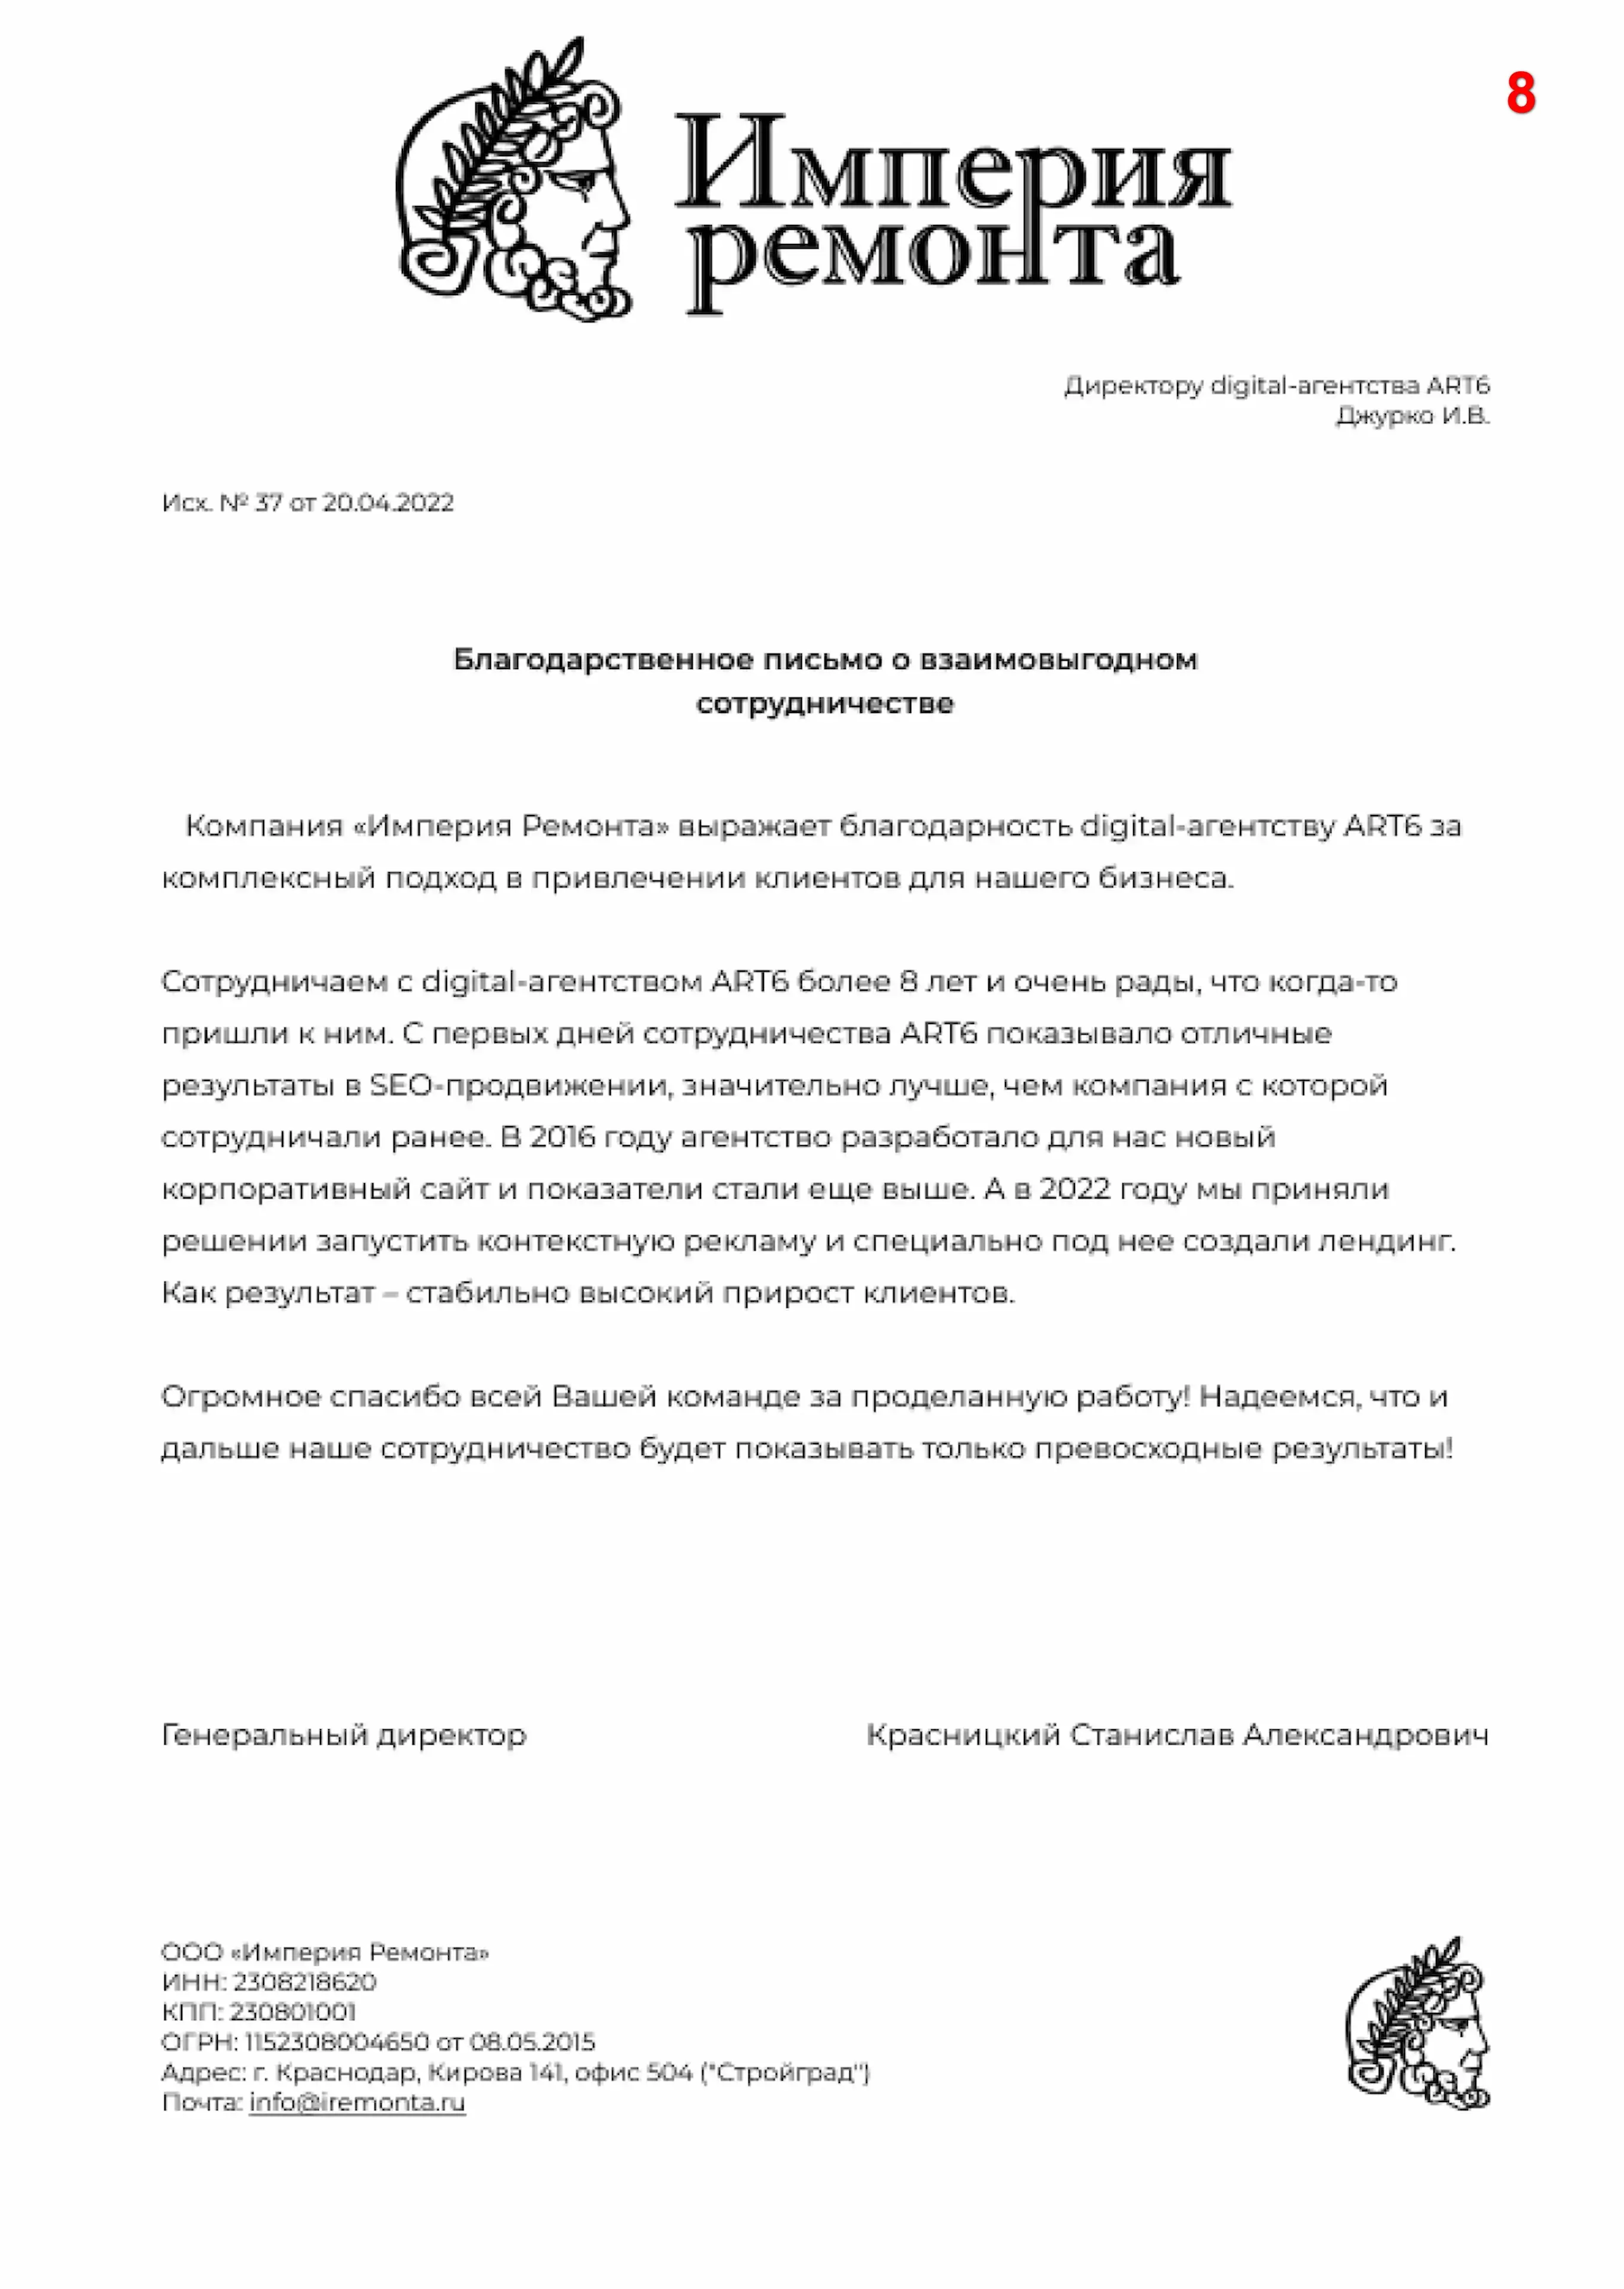 8
Империя
ремонта
Директору digital-агентства ART6
Джурко И.В.
Исх. № 37 от 20.04.2022
Благодарственное письмо о взаимовыгодном
сотрудничестве
Компания «Империя Ремонта» выражает благодарность digital-агентству ART6 за
комплексный подход в привлечении клиентов для нашего бизнеса.
Сотрудничаем с digital-агентством ART6 более 8 лет и очень рады, что когда-то
пришли к ним. С первых дней сотрудничества ART6 показывало отличные
результаты в SEO-продвижении, значительно лучше, чем компания с которой
сотрудничали ранее. В 2016 году агентство разработало для нас новый
корпоративный сайт и показатели стали еще выше. А в 2022 году мы приняли
решении запустить контекстную рекламу и специально под нее создали лендинг.
Как результат – стабильно высокий прирост клиентов.
Огромное спасибо всей Вашей команде за проделанную работу! Надеемся, что и
дальше наше сотрудничество будет показывать только превосходные результаты!
Генеральный директор Красницкий Станислав Александрович
ООО «Империя Ремонта»
ИНН: 2308218620
КПП: 230801001
ОГРН: 1152308004650 от 08.05.2015
Адрес: г. Краснодар, Кирова 141, офис 504 ("Стройград")
Почта: info@iremonta.ru